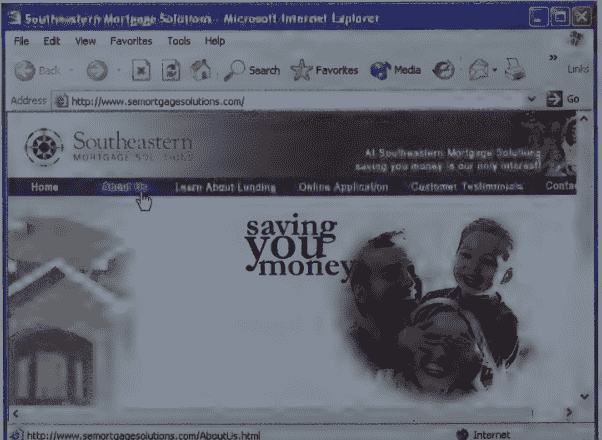 Southeastern Mortgage Solutions - Microsoft Internet Explorer
File Edit View Favorites Tools Help
Back Search Favorites Media Links
Address http://www.semortgagesolutions.com/ Go
Southeastern
MORTGAGE SOLUTIONS
At Southeastern Mortgage Solutions
saving you money is our only interest!
Home About Us Learn About Lending Online Application Customer Testimonials Contac
saving
you
money
http://www.semortgagesolutions.com/AboutUs.html Internet